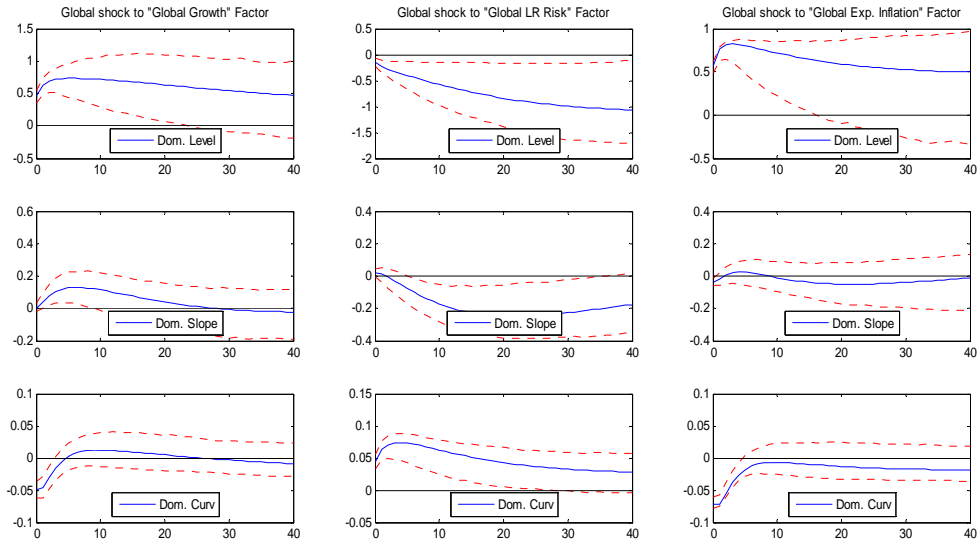 Global shock to "Global Growth" Factor
1.5
1
0.5
0
-0.5
0 10 20 30 40
Dom. Level
Global shock to "Global LR Risk" Factor
0
-0.5
-1
-1.5
-2
0 10 20 30 40
Dom. Level
Global shock to "Global Exp. Inflation" Factor
1
0.5
0
-0.5
0 10 20 30 40
Dom. Level
0.6
0.4
0.2
0
-0.2
0 10 20 30 40
Dom. Slope
0.4
0.2
0
-0.2
-0.4
0 10 20 30 40
Dom. Slope
0.4
0.2
0
-0.2
-0.4
0 10 20 30 40
Dom. Slope
0.1
0.05
0
-0.05
-0.1
0 10 20 30 40
Dom. Curv
0.15
0.1
0.05
0
0.05
0 10 20 30 40
Dom. Curv
0.1
0.05
0
-0.05
-0.1
0 10 20 30 40
Dom. Curv